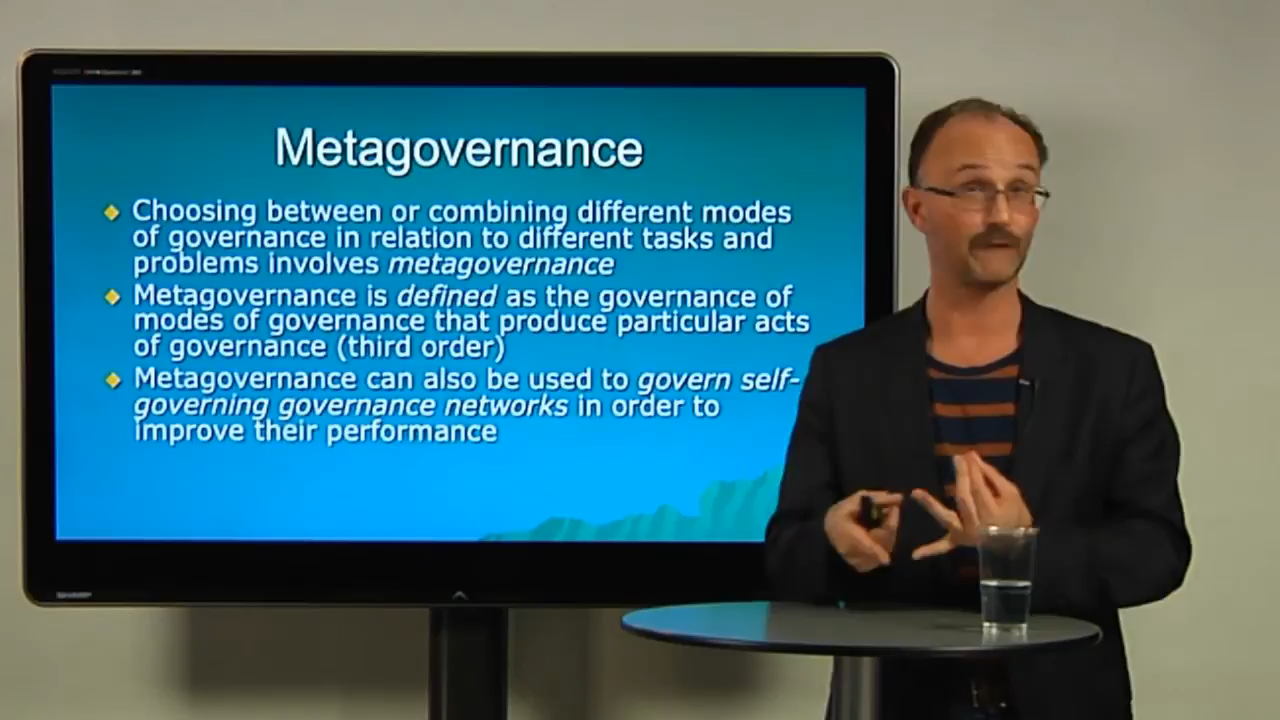 Metagovernance
Choosing between or combining different modes
of governance in relation to different tasks and
problems involves metagovernance
Metagovernance is defined as the governance of
modes of governance that produce particular acts
of governance (third order)
Metagovernance can also be used to govern self-
governing governance networks in order to
improve their performance